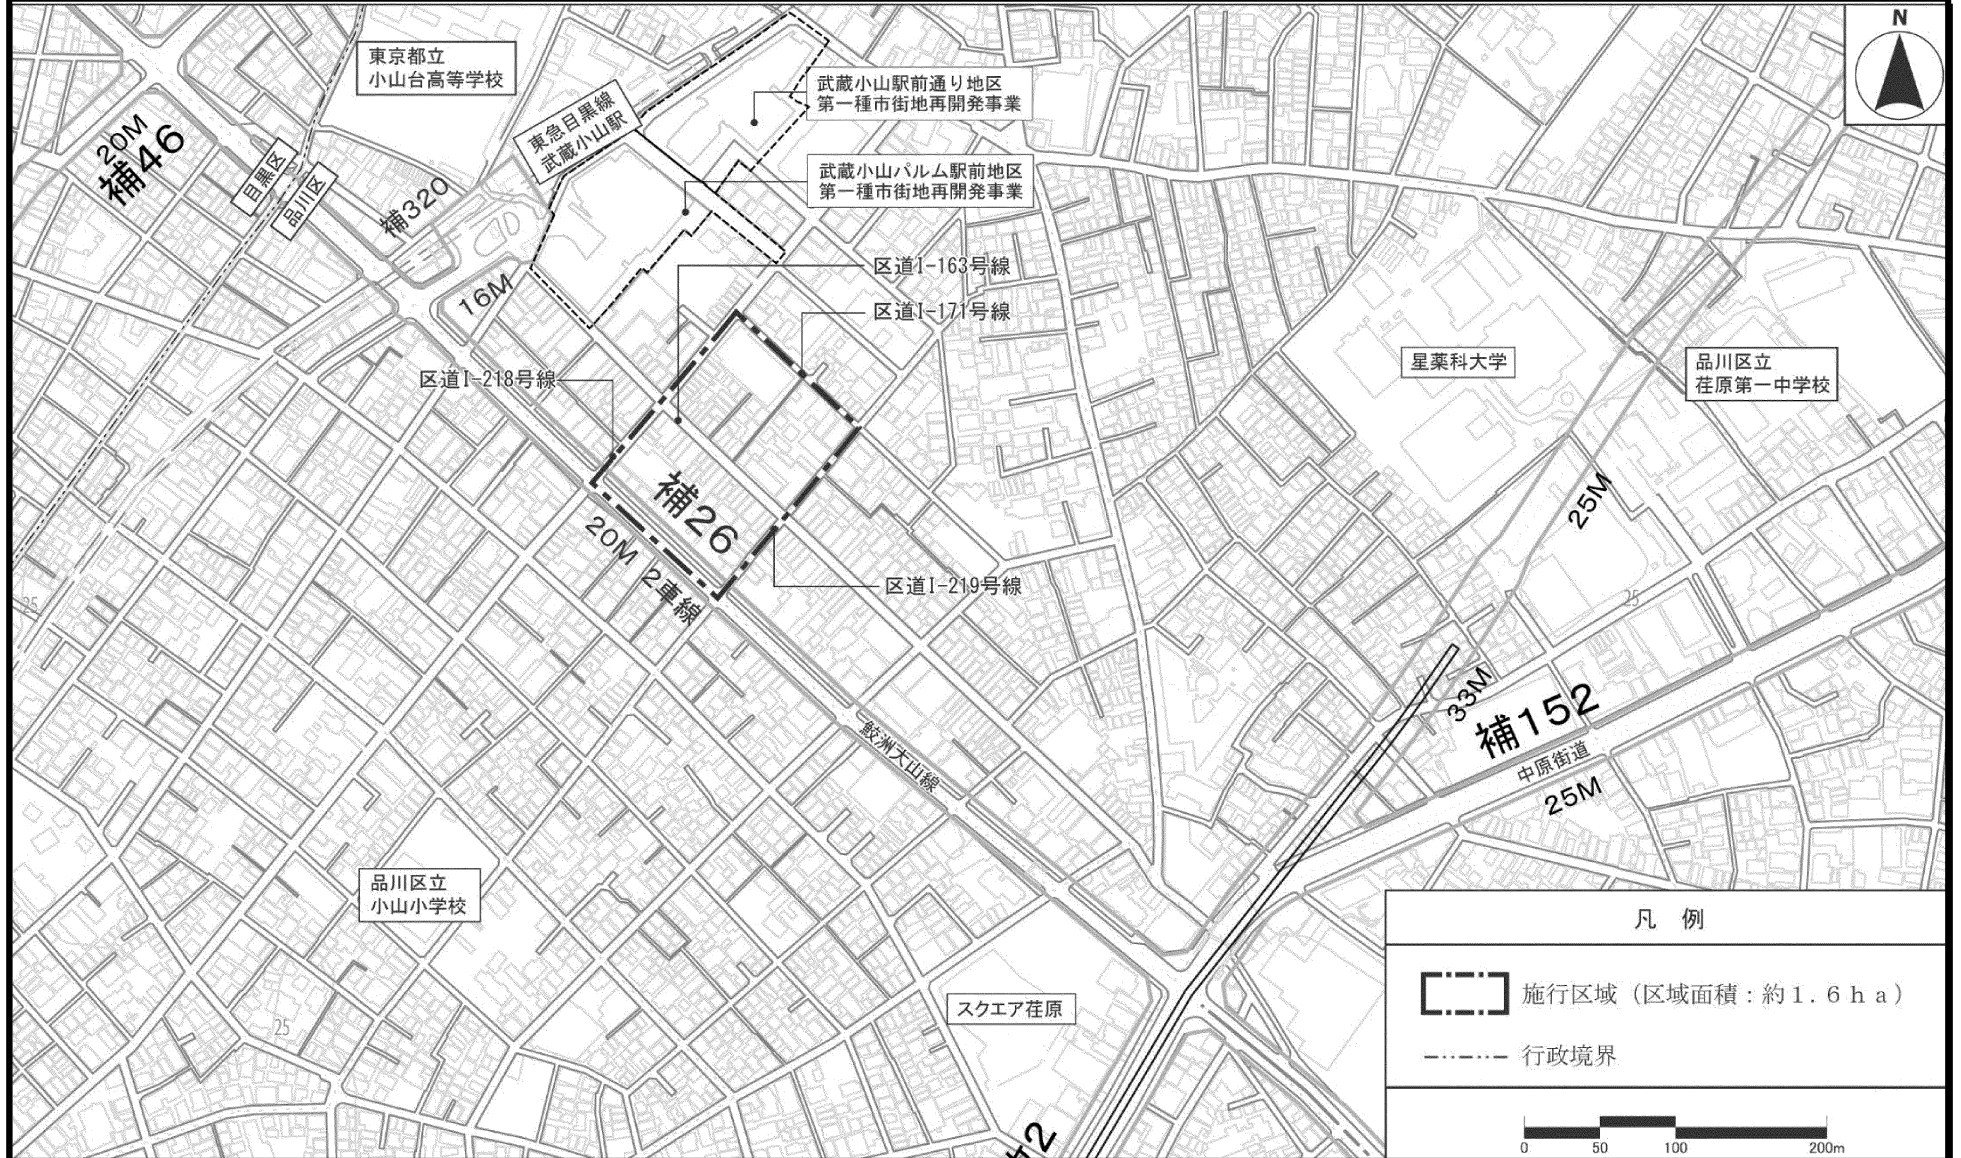 N
東京都立
小山台高等学校
武蔵小山駅前通り地区
第一種市街地再開発事業
東急目黒線
武蔵小山駅
20M
補46
目黒区
品川区
武蔵小山パルム駅前地区
第一種市街地再開発事業
補320
区道Ⅰ-163号線
16M
区道Ⅰ-171号線
区道Ⅰ-218号線
星薬科大学
品川区立
荏原第一中学校
補26
25M
20M 2車線
区道Ⅰ-219号線
25
25
33M
補152
鮫洲大山線
中原街道
25M
品川区立
小山小学校
スクエア荏原
25
凡 例
施行区域(区域面積:約1.6ha)
行政境界
0 50 100 200m